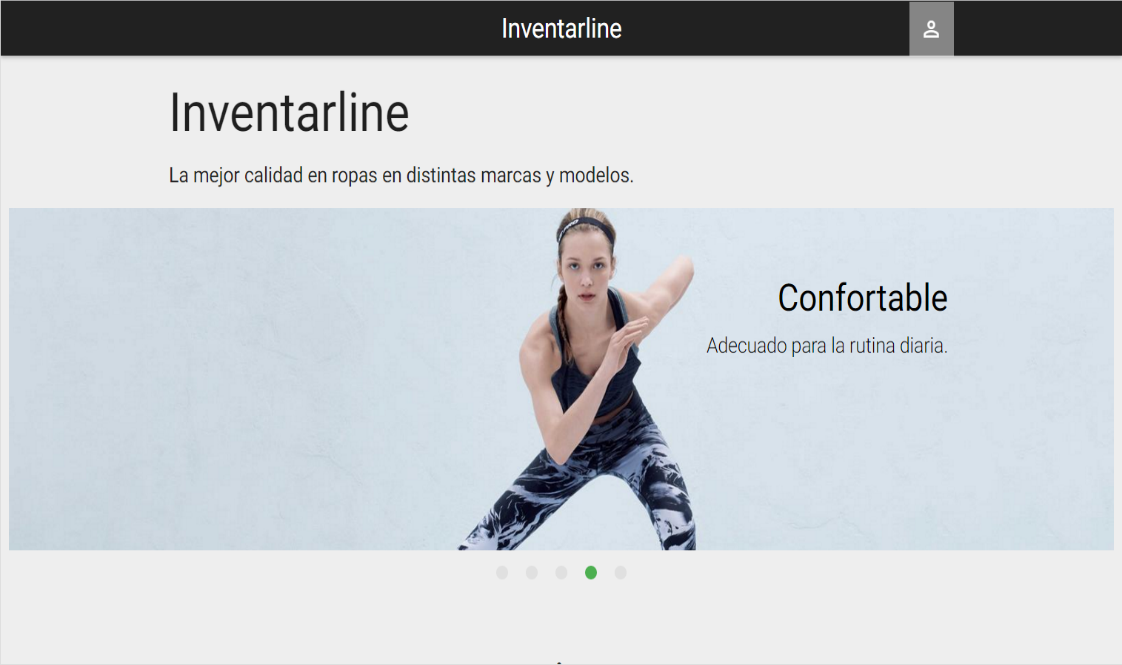 Inventarline
Inventarline
La mejor calidad en ropas en distintas marcas y modelos.
Confortable
Adecuado para la rutina diaria.